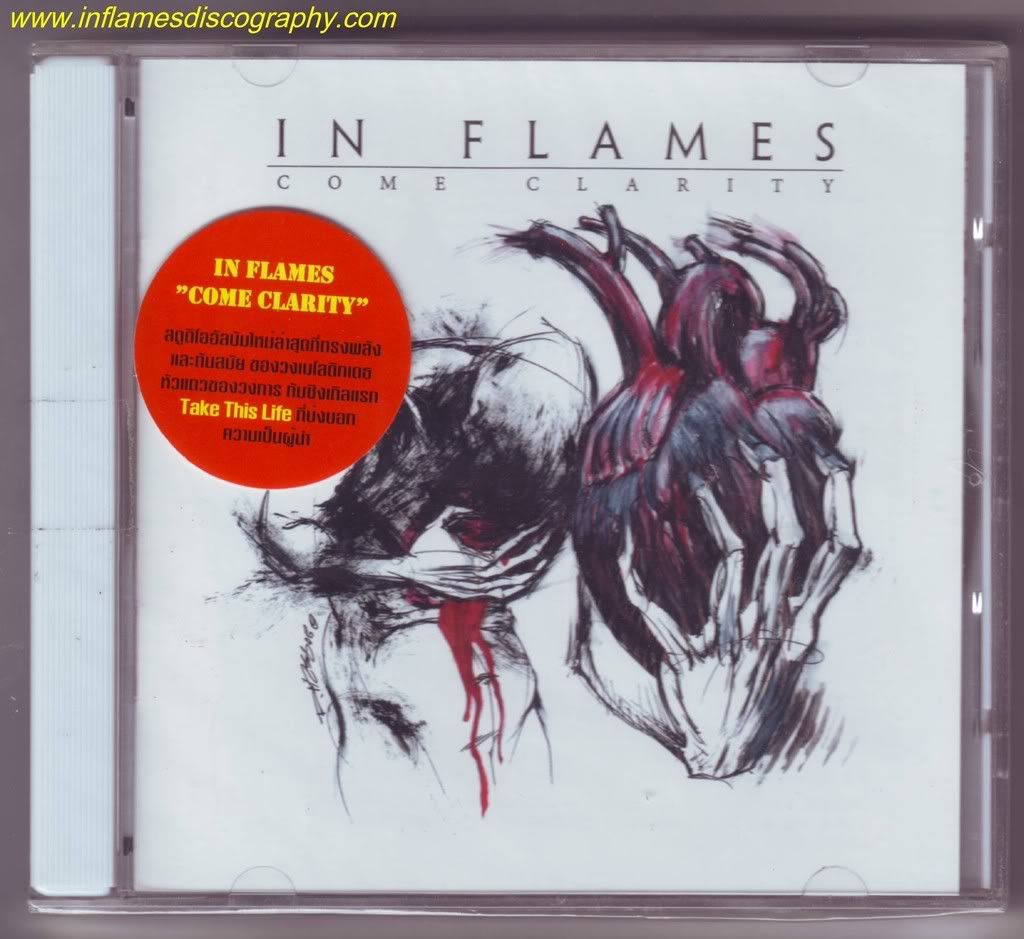 www.inflamesdiscography.com
IN FLAMES
COME CLARITY
IN FLAMES
"COME CLARITY"
สตูดิโออัลบัมใหม่ล่าสุดที่ทรงพลัง
และทันสมัย ของวงเมโลดิกเดธ
หัวแถวของวงการ กับซิงเกิลแรก
Take This Life ที่บ่งบอก
ความเป็นผู้นำ